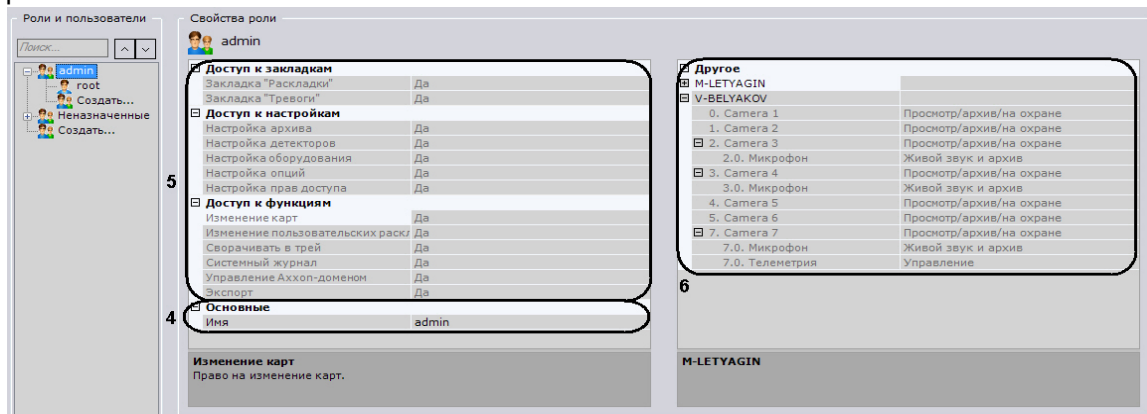 Роли и пользователи
Поиск...
admin
root
Создать...
Неназначенные
Создать...
Свойства роли
admin
5
Доступ к закладкам
Закладка "Раскладки" Да
Закладка "Тревоги" Да
Доступ к настройкам
Настройка архива Да
Настройка детекторов Да
Настройка оборудования Да
Настройка опций Да
Настройка прав доступа Да
Доступ к функциям
Изменение карт Да
Изменение пользовательских раскл Да
Сворачивать в трей Да
Системный журнал Да
Управление Axxon-доменом Да
Экспорт Да
4
Основные
Имя admin
Изменение карт
Право на изменение карт.
Другое
M-LETYAGIN
V-BELYAKOV
0. Camera 1 Просмотр/архив/на охране
1. Camera 2 Просмотр/архив/на охране
2. Camera 3 Просмотр/архив/на охране
2.0. Микрофон Живой звук и архив
3. Camera 4 Просмотр/архив/на охране
3.0. Микрофон Живой звук и архив
4. Camera 5 Просмотр/архив/на охране
5. Camera 6 Просмотр/архив/на охране
7. Camera 7 Просмотр/архив/на охране
7.0. Микрофон Живой звук и архив
7.0. Телеметрия Управление
6
M-LETYAGIN